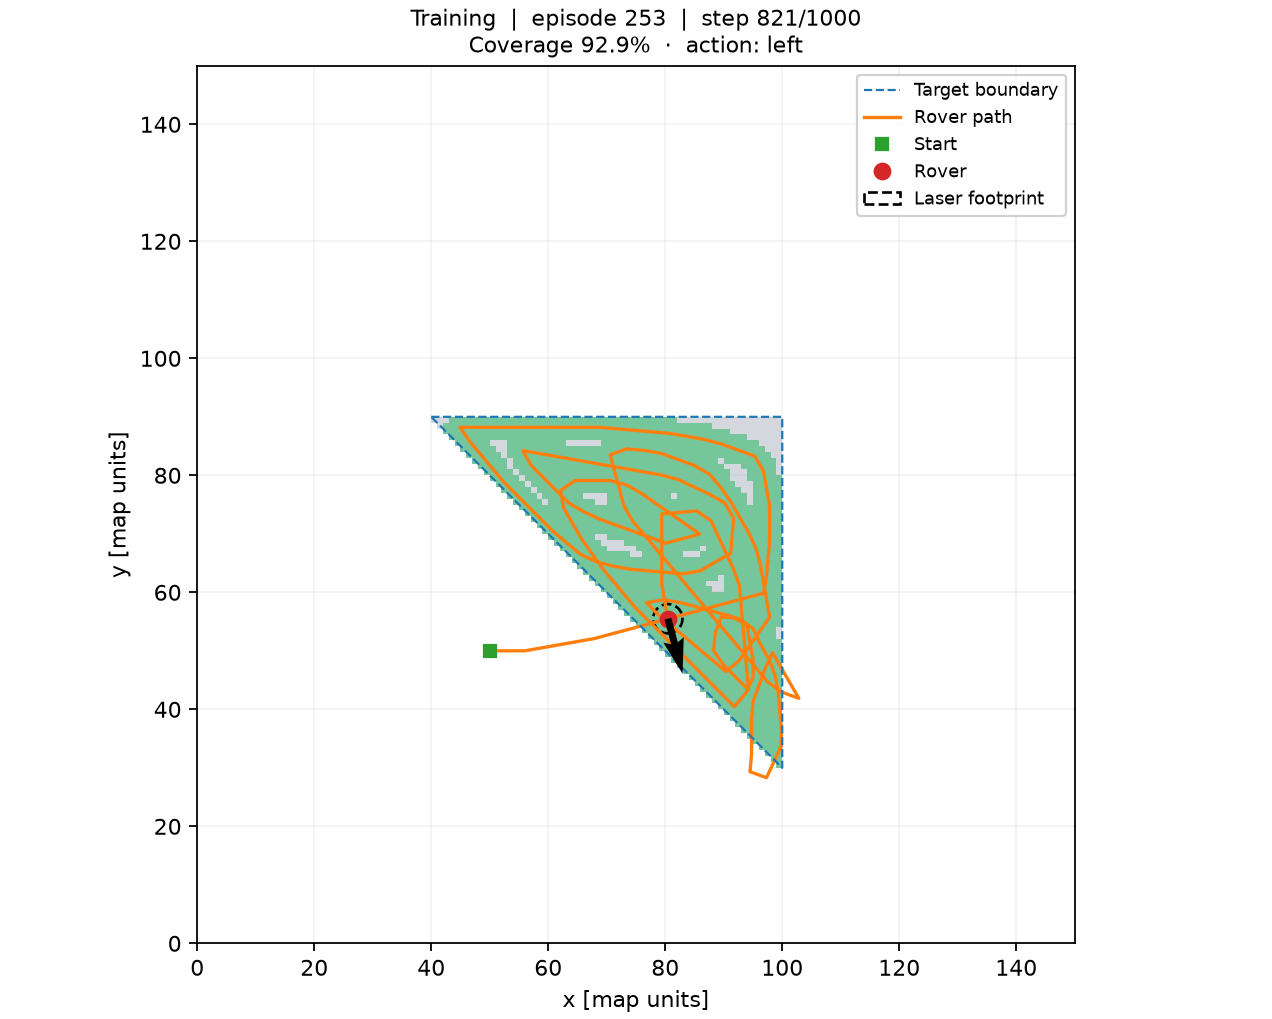 Training | episode 253 | step 821/1000
Coverage 92.9% · action: left
Target boundary
Rover path
Start
Rover
Laser footprint
140
120
100
80
60
40
20
0
y [map units]
0 20 40 60 80 100 120 140
x [map units]